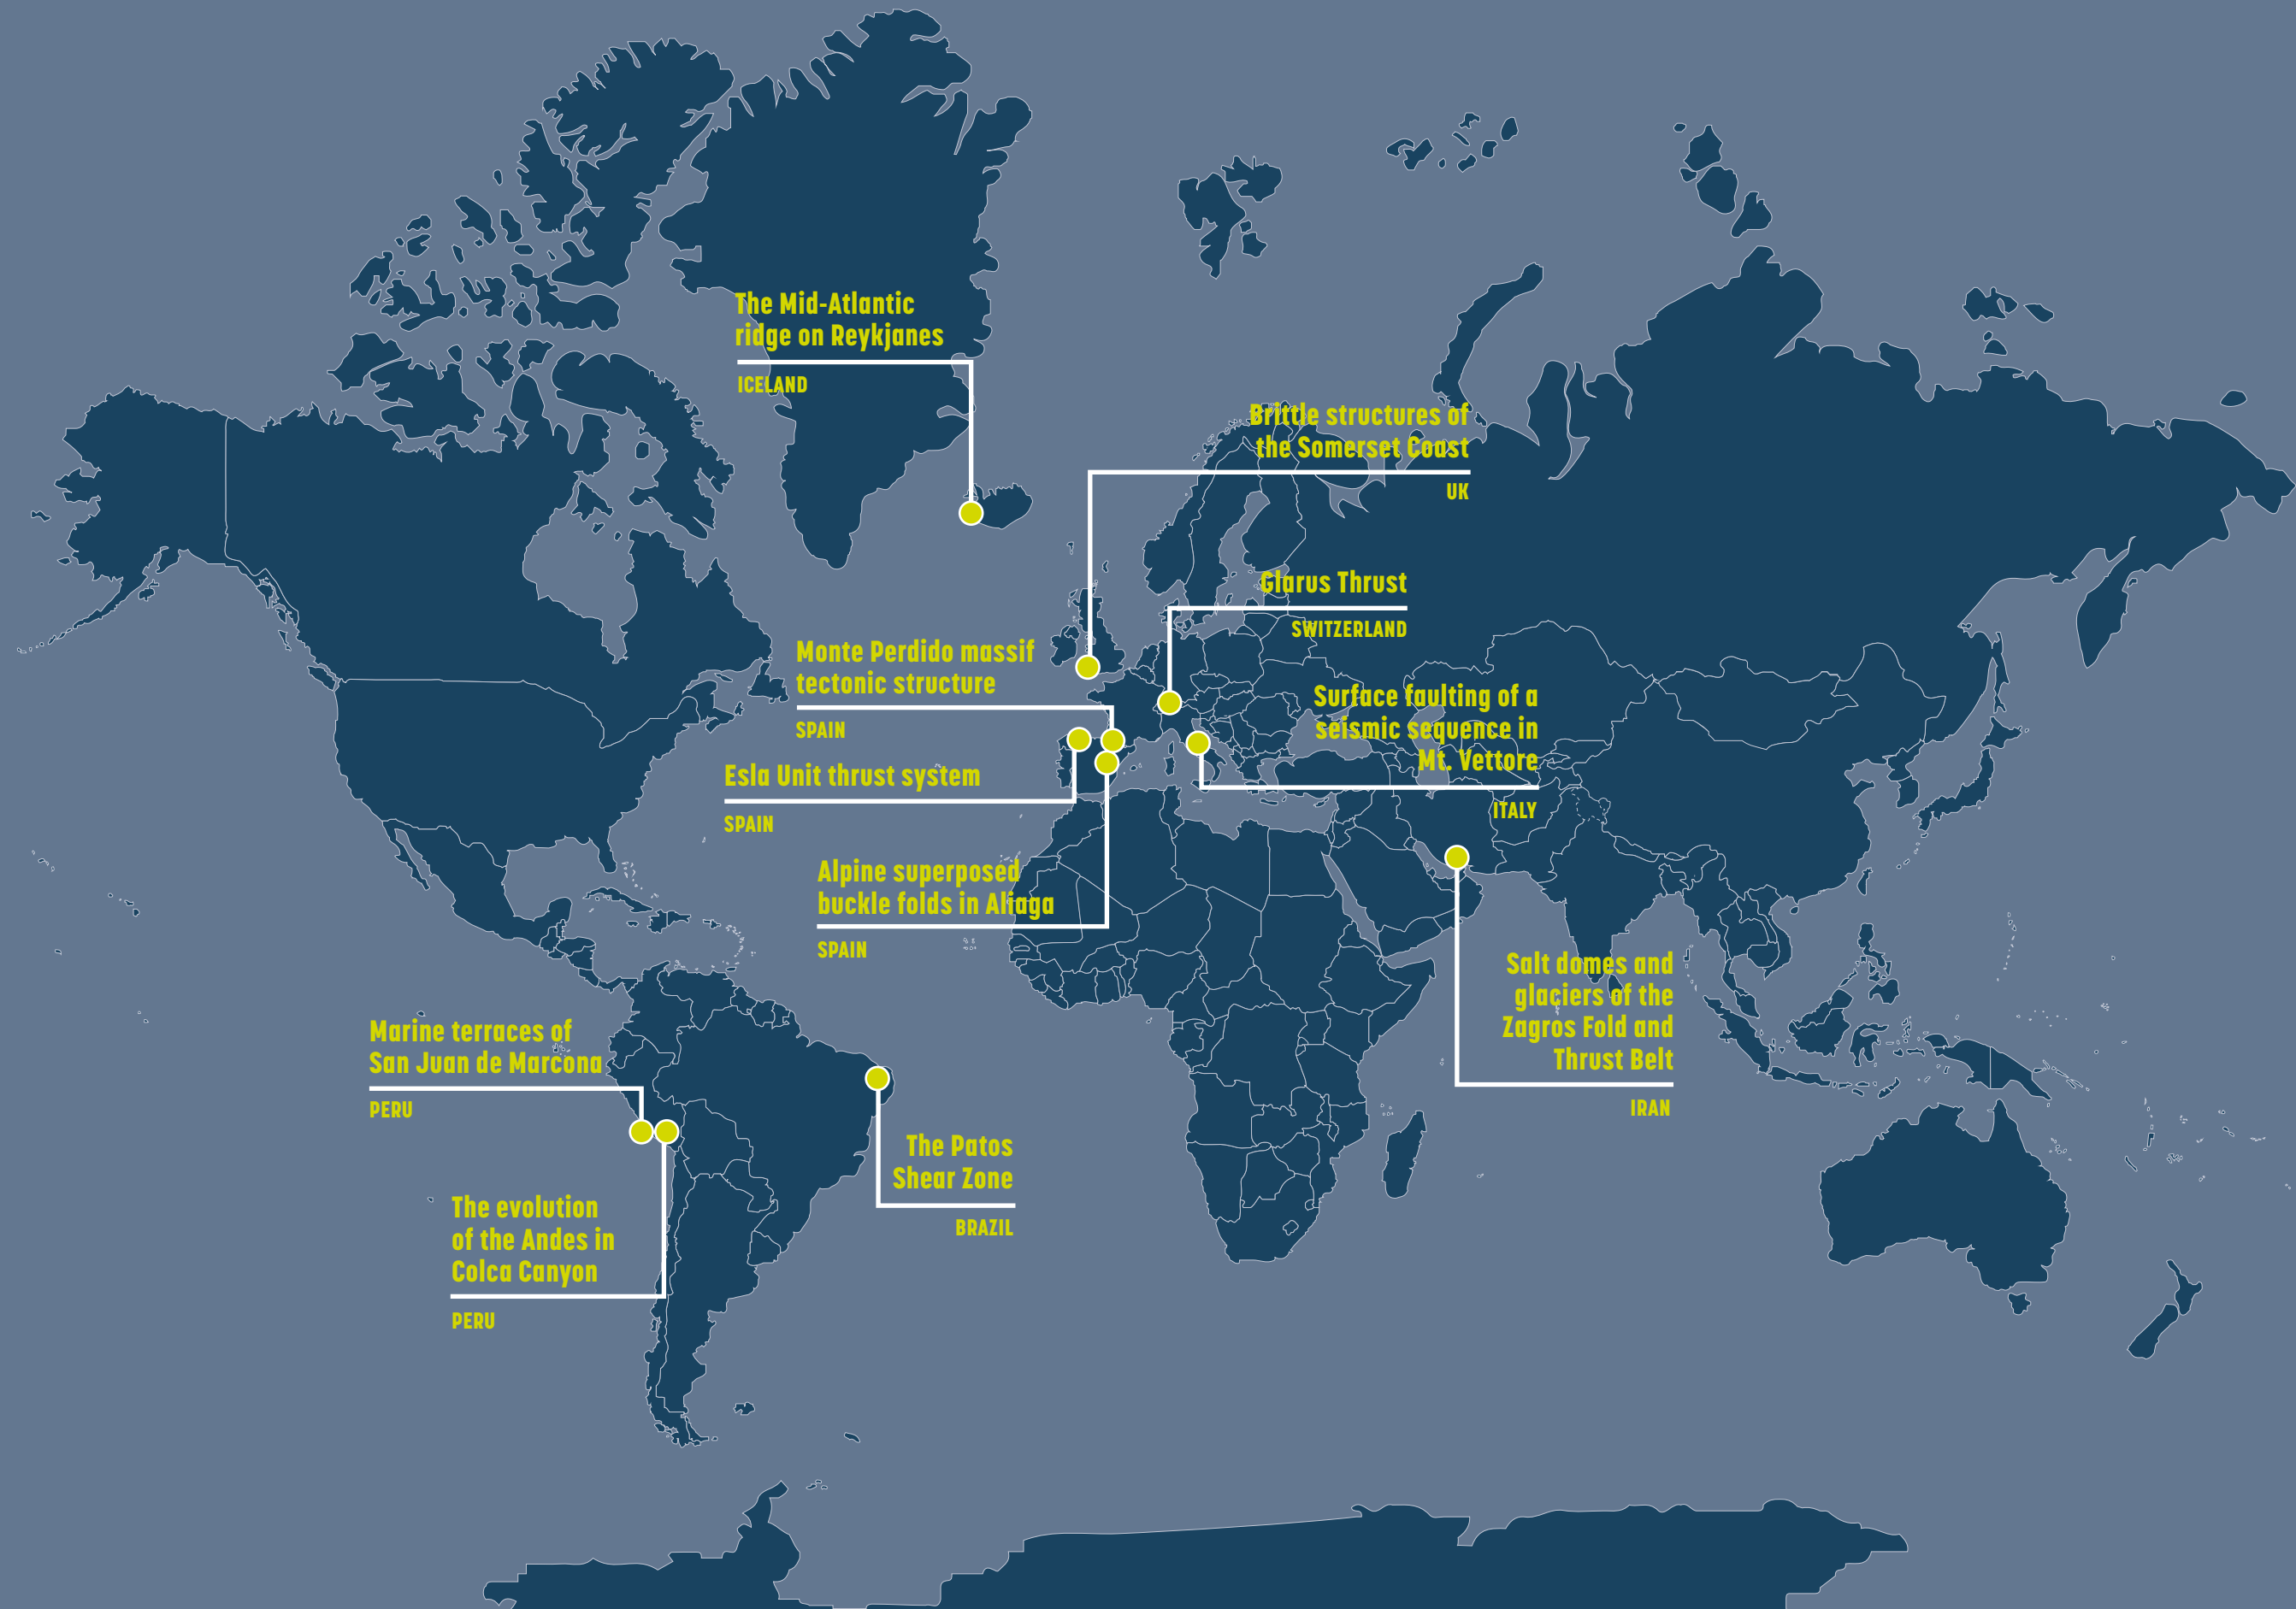 The Mid-Atlantic
ridge on Reykjanes
ICELAND
Brittle structures of
the Somerset Coast
UK
Glarus Thrust
SWITZERLAND
Monte Perdido massif
tectonic structure
SPAIN
Surface faulting of a
seismic sequence in
Mt. Vettore
ITALY
Esla Unit thrust system
SPAIN
Alpine superposed
buckle folds in Aliaga
SPAIN
Salt domes and
glaciers of the
Zagros Fold and
Thrust Belt
IRAN
Marine terraces of
San Juan de Marcona
PERU
The Patos
Shear Zone
BRAZIL
The evolution
of the Andes in
Colca Canyon
PERU